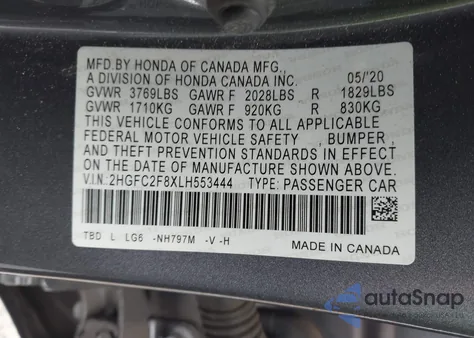 MFD.BY HONDA OF CANADA MFG.,
A DIVISION OF HONDA CANADA INC. 05/'20
GVWR 3769LBS GAWR F 2028LBS R 1829LBS
GVWR 1710KG GAWR F 920KG R 830KG
THIS VEHICLE CONFORMS TO ALL APPLICABLE
FEDERAL MOTOR VEHICLE SAFETY, BUMPER,
AND THEFT PREVENTION STANDARDS IN EFFECT
ON THE DATE OF MANUFACTURE SHOWN ABOVE.
V.I.N.:2HGFC2F8XLH553444 TYPE: PASSENGER CAR
TBD L LG6 -NH797M -V -H
MADE IN CANADA
autoSnap